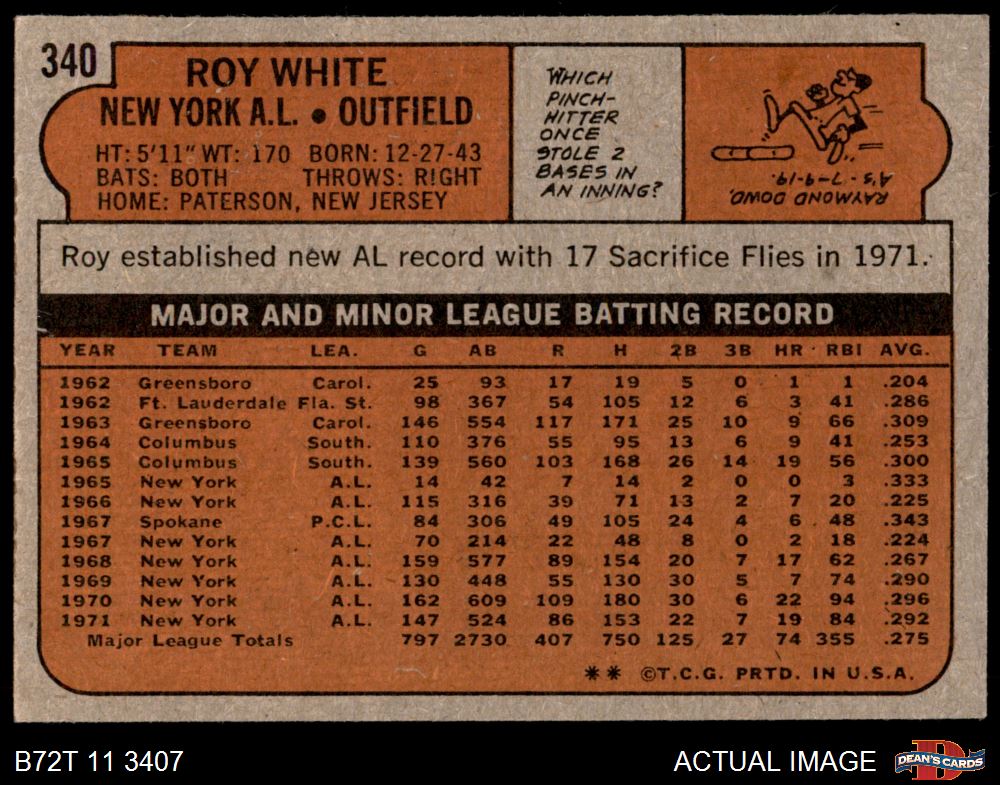 340
ROY WHITE
NEW YORK A.L. • OUTFIELD
HT: 5'11" WT: 170 BORN: 12-27-43
BATS: BOTH THROWS: RIGHT
HOME: PATERSON, NEW JERSEY
WHICH
PINCH-
HITTER
ONCE
STOLE 2
BASES IN
AN INNING?
RAYMOND DOWD,
A'S - 7-9-19.
Roy established new AL record with 17 Sacrifice Flies in 1971.
MAJOR AND MINOR LEAGUE BATTING RECORD
YEAR TEAM LEA. G AB R H 2B 3B HR RBI AVG.
1962 Greensboro Carol. 25 93 17 19 5 0 1 1 .204
1962 Ft. Lauderdale Fla. St. 98 367 54 105 12 6 3 41 .286
1963 Greensboro Carol. 146 554 117 171 25 10 9 66 .309
1964 Columbus South. 110 376 55 95 13 6 9 41 .253
1965 Columbus South. 139 560 103 168 26 14 19 56 .300
1965 New York A.L. 14 42 7 14 2 0 0 3 .333
1966 New York A.L. 115 316 39 71 13 2 7 20 .225
1967 Spokane P.C.L. 84 306 49 105 24 4 6 48 .343
1967 New York A.L. 70 214 22 48 8 0 2 18 .224
1968 New York A.L. 159 577 89 154 20 7 17 62 .267
1969 New York A.L. 130 448 55 130 30 5 7 74 .290
1970 New York A.L. 162 609 109 180 30 6 22 94 .296
1971 New York A.L. 147 524 86 153 22 7 19 84 .292
Major League Totals 797 2730 407 750 125 27 74 355 .275
** ©T.C.G. PRTD. IN U.S.A.
B72T 11 3407
ACTUAL IMAGE
DEAN'S CARDS